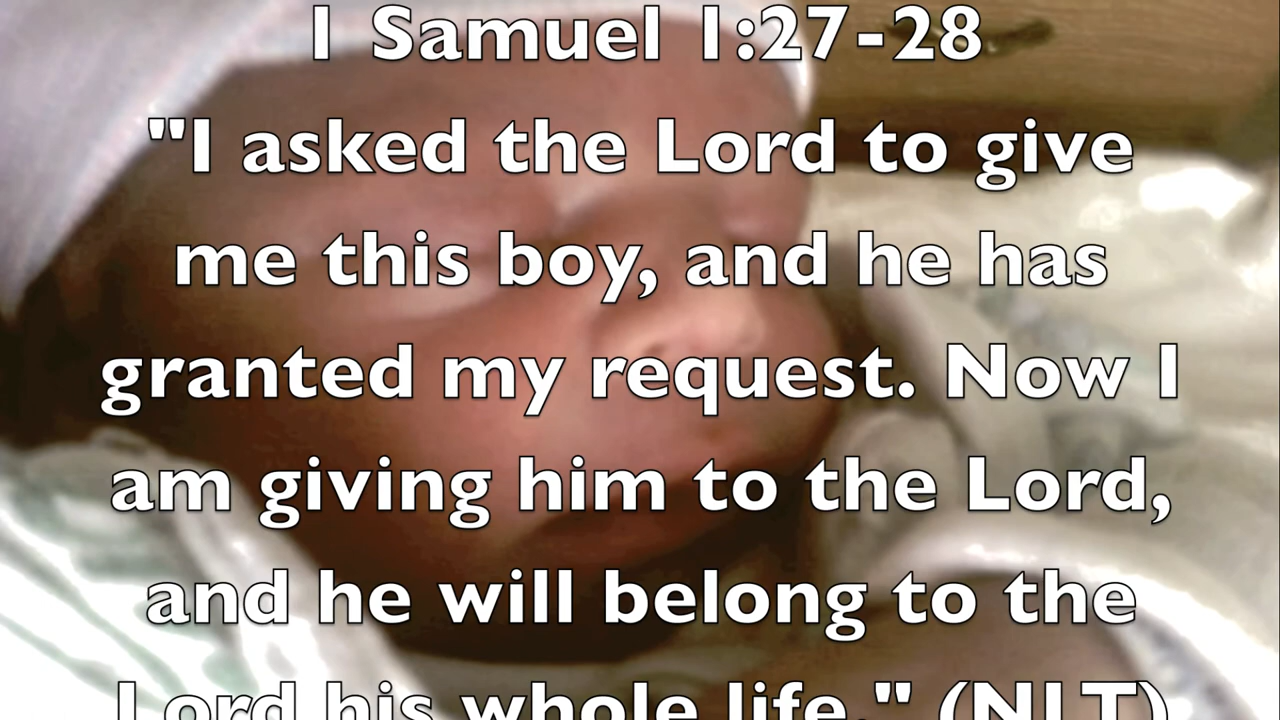 1 Samuel 1:27-28
"I asked the Lord to give
me this boy, and he has
granted my request. Now I
am giving him to the Lord,
and he will belong to the
Lord his whole life." (NLT)